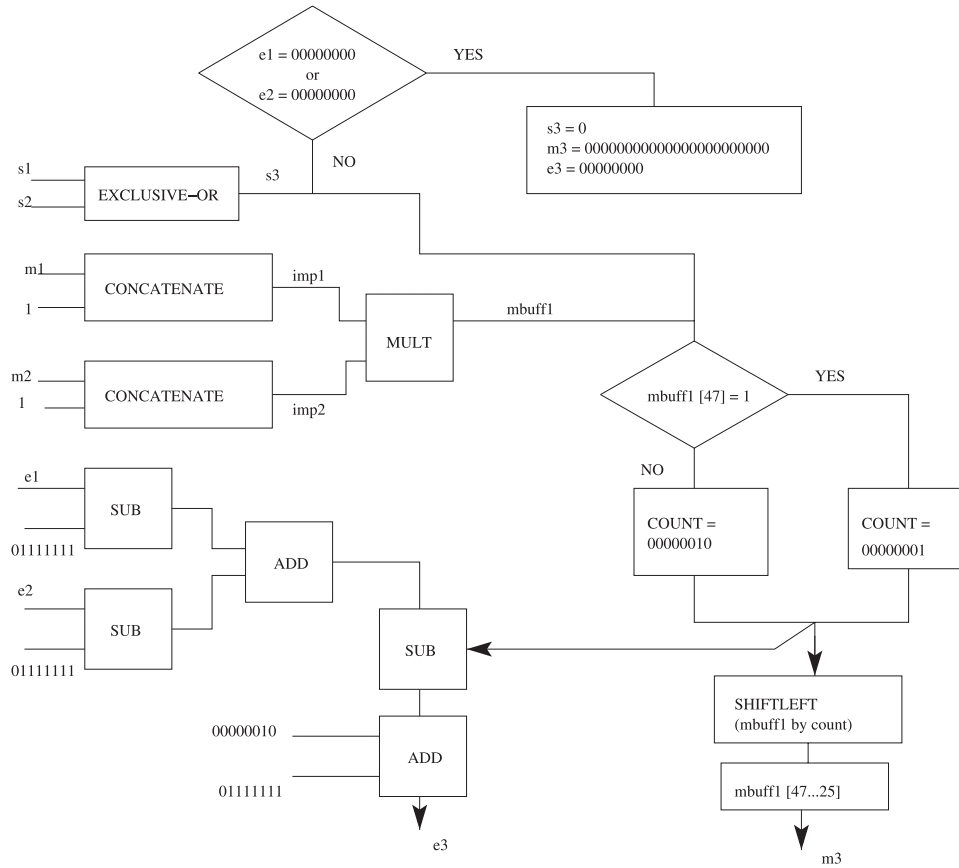 e1 = 00000000
or
e2 = 00000000
YES
s3 = 0
m3 = 00000000000000000000000
e3 = 00000000
NO
s1
s2
EXCLUSIVE-OR
s3
m1
1
CONCATENATE
imp1
MULT
mbuff1
m2
1
CONCATENATE
imp2
mbuff1 [47] = 1
YES
NO
COUNT =
00000010
COUNT =
00000001
e1
01111111
SUB
ADD
e2
01111111
SUB
SUB
SHIFTLEFT
(mbuff1 by count)
00000010
01111111
ADD
mbuff1 [47...25]
e3
m3